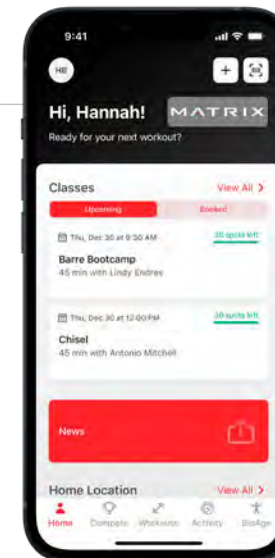 9:41
HB
Hi, Hannah!
MATRIX
Ready for your next workout?
Classes
View All >
Upcoming
Booked
Thu, Dec 30 at 9:30 AM
30 spots left
Barre Bootcamp
45 min with Lindy Endres
Thu, Dec 30 at 12:00 PM
30 spots left
Chisel
45 min with Antonio Mitchell
News
Home Location
View All >
Home
Compete
Workouts
Activity
BioAge